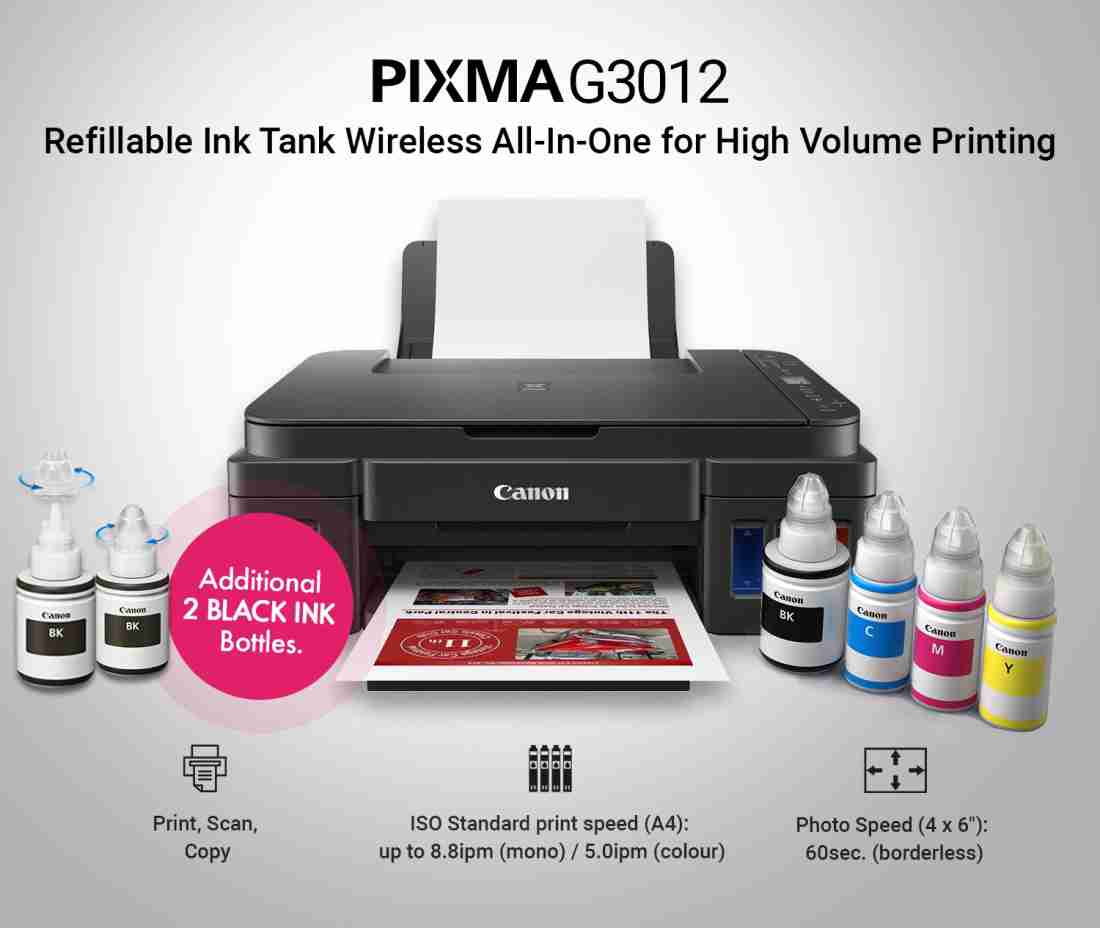 PIXMA G3012
Refillable Ink Tank Wireless All-In-One for High Volume Printing
Canon
Additional
2 BLACK INK
Bottles.
Canon
BK
Canon
BK
Canon
BK
Canon
C
Canon
M
Canon
Y
11
Print, Scan,
Copy
ISO Standard print speed (A4):
up to 8.8ipm (mono) / 5.0ipm (colour)
Photo Speed (4 x 6"):
60sec. (borderless)